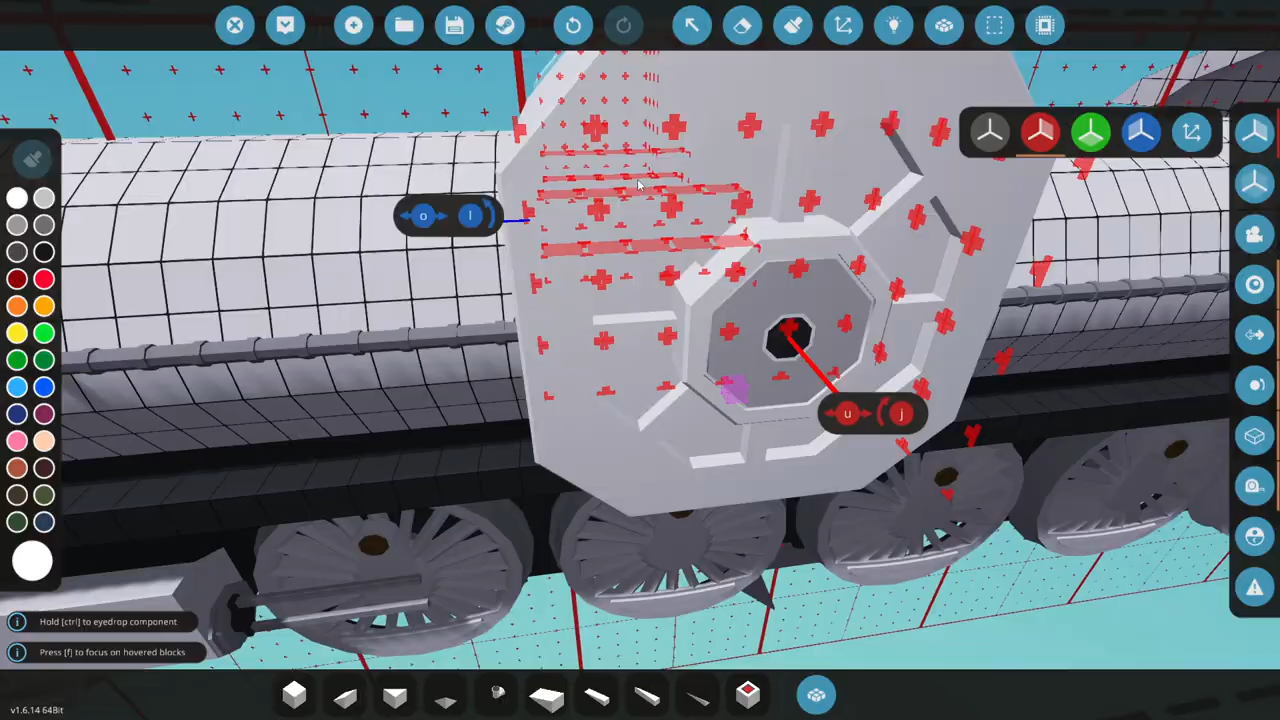 o l
u j
Hold [ctrl] to eyedrop component
Press [f] to focus on hovered blocks
v1.6.14 64Bit